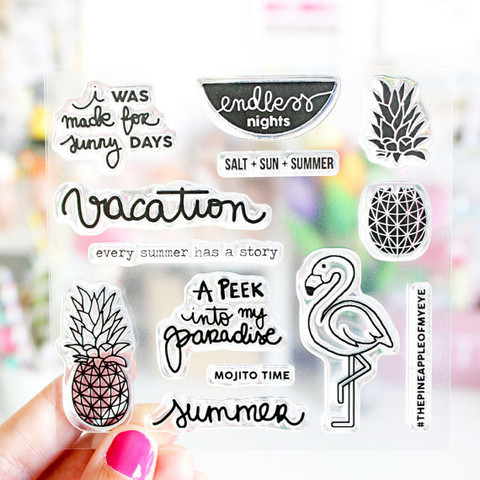 i WAS
made for
sunny DAYS
endless
nights
SALT + SUN + SUMMER
vacation
every summer has a story
A PEEK
into my
paradise
MOJITO TIME
summer
#THEPINEAPPLEOFMYEYE